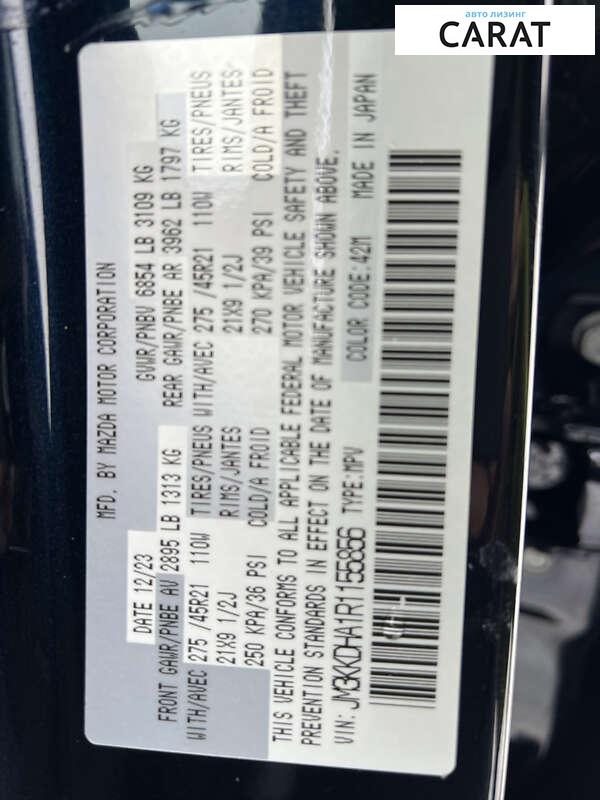 авто лизинг
CARAT
MFD. BY MAZDA MOTOR CORPORATION
DATE 12/23 GVWR/PNBV 6854 LB 3109 KG
FRONT GAWR/PNBE AV 2895 LB 1313 KG REAR GAWR/PNBE AR 3962 LB 1797 KG
WITH/AVEC 275 /45R21 110W TIRES/PNEUS WITH/AVEC 275 /45R21 110W TIRES/PNEUS
21X9 1/2J RIMS/JANTES 21X9 1/2J RIMS/JANTES
250 KPA/36 PSI COLD/A FROID 270 KPA/39 PSI COLD/A FROID
THIS VEHICLE CONFORMS TO ALL APPLICABLE FEDERAL MOTOR VEHICLE SAFETY AND THEFT
PREVENTION STANDARDS IN EFFECT ON THE DATE OF MANUFACTURE SHOWN ABOVE.
VIN: JM3KKDHA1R1155856 TYPE:MPV COLOR CODE:42M MADE IN JAPAN